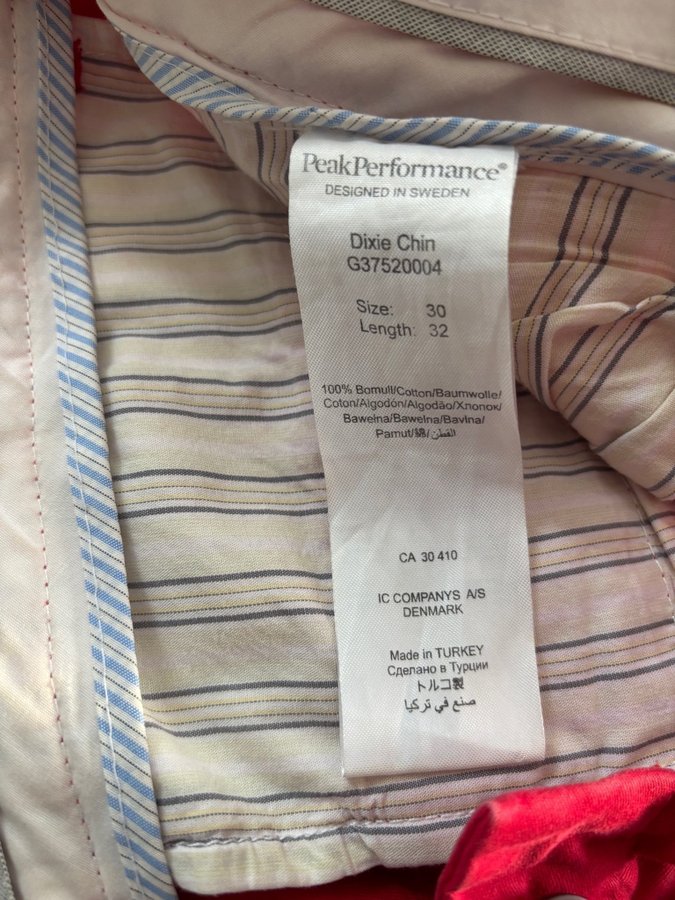 PeakPerformance®
DESIGNED IN SWEDEN
Dixie Chin
G37520004
Size: 30
Length: 32
100% Bomull/Cotton/Baumwolle/
Coton/Algodón/Algodão/Хлопок/
Bawełna/Bawelna/Bavlna/
Pamut/綿/القطن
CA 30 410
IC COMPANYS A/S
DENMARK
Made in TURKEY
Сделано в Турции
トルコ製
صنع في تركيا